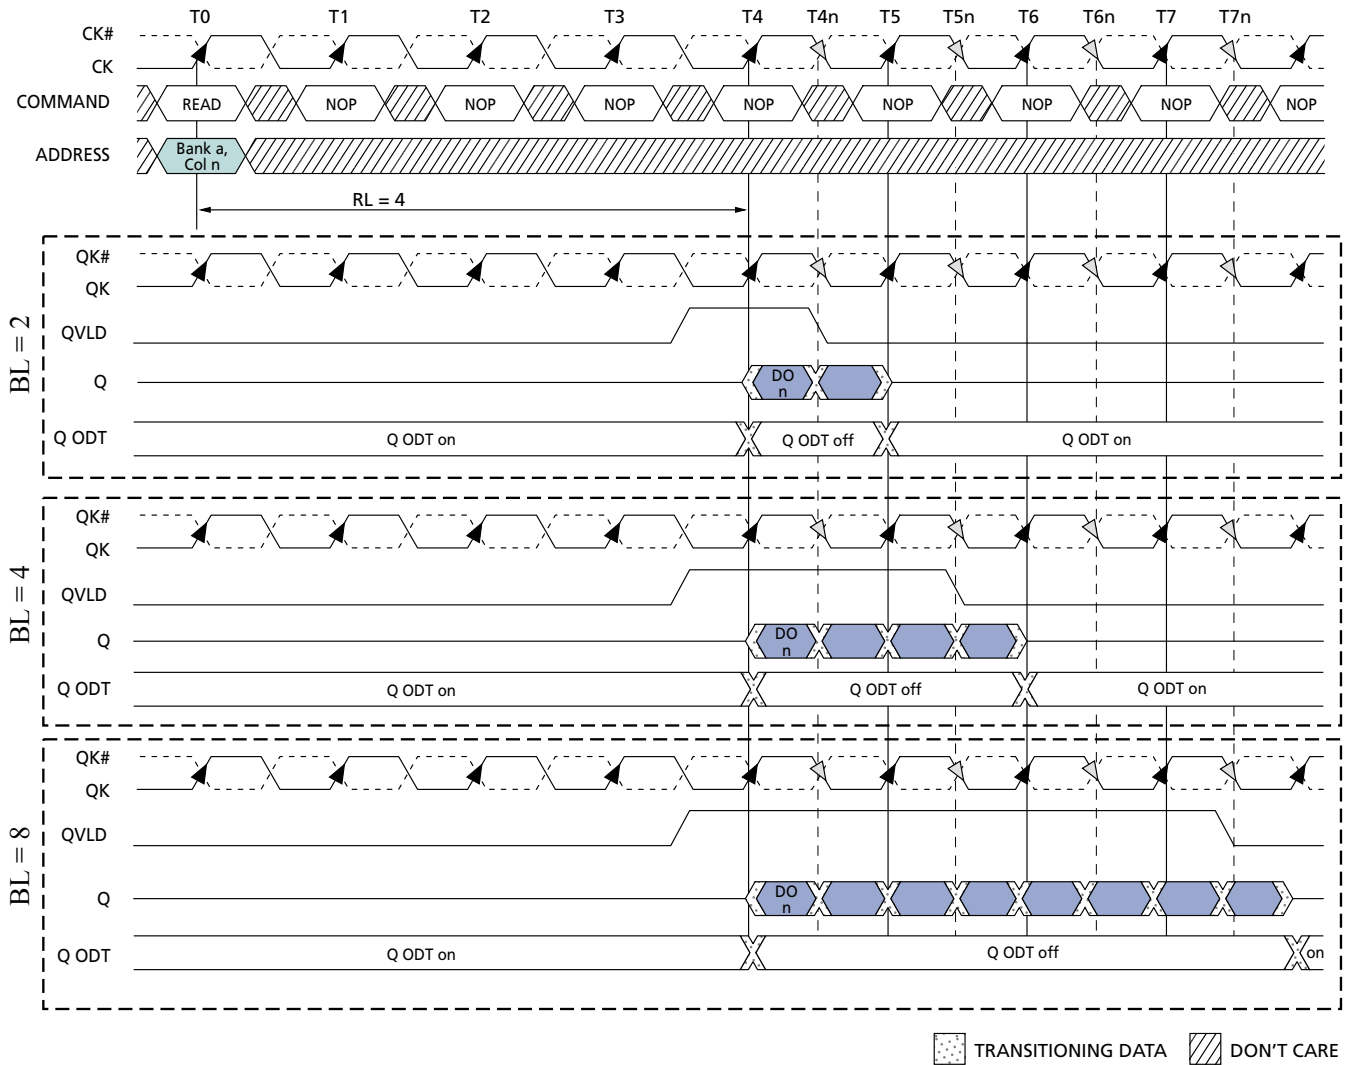 T0 T1 T2 T3 T4 T4n T5 T5n T6 T6n T7 T7n
CK#
CK
COMMAND READ NOP NOP NOP NOP NOP NOP NOP NOP
ADDRESS Bank a,
Col n
RL = 4
BL = 2
QK#
QK
QVLD
Q DO
n
Q ODT Q ODT on Q ODT off Q ODT on
BL = 4
QK#
QK
QVLD
Q DO
n
Q ODT Q ODT on Q ODT off Q ODT on
BL = 8
QK#
QK
QVLD
Q DO
n
Q ODT Q ODT on Q ODT off on
TRANSITIONING DATA DON'T CARE